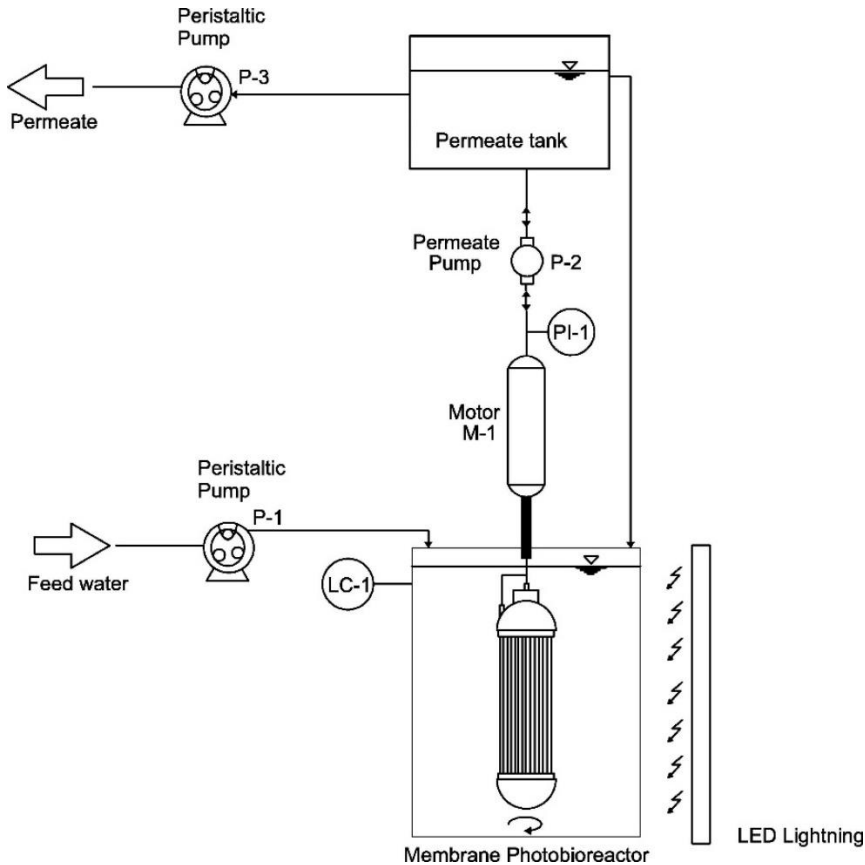 Peristaltic
Pump
P-3
Permeate
Permeate tank
Permeate
Pump
P-2
PI-1
Motor
M-1
Peristaltic
Pump
P-1
Feed water
LC-1
LED Lightning
Membrane Photobioreactor